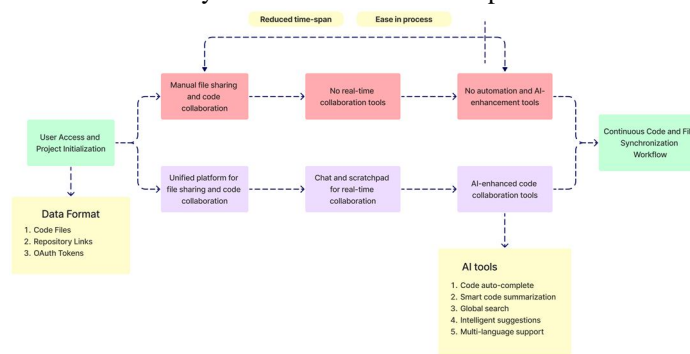 Reduced time-span
Ease in process
Manual file sharing
and code
collaboration
No real-time
collaboration tools
No automation and AI-
enhancement tools
User Access and
Project Initialization
Continuous Code and Fil
Synchronization
Workflow
Unified platform for
file sharing and code
collaboration
Chat and scratchpad
for real-time
collaboration
AI-enhanced code
collaboration tools
Data Format
1. Code Files
2. Repository Links
3. OAuth Tokens
AI tools
1. Code auto-complete
2. Smart code summarization
3. Global search
4. Intelligent suggestions
5. Multi-language support